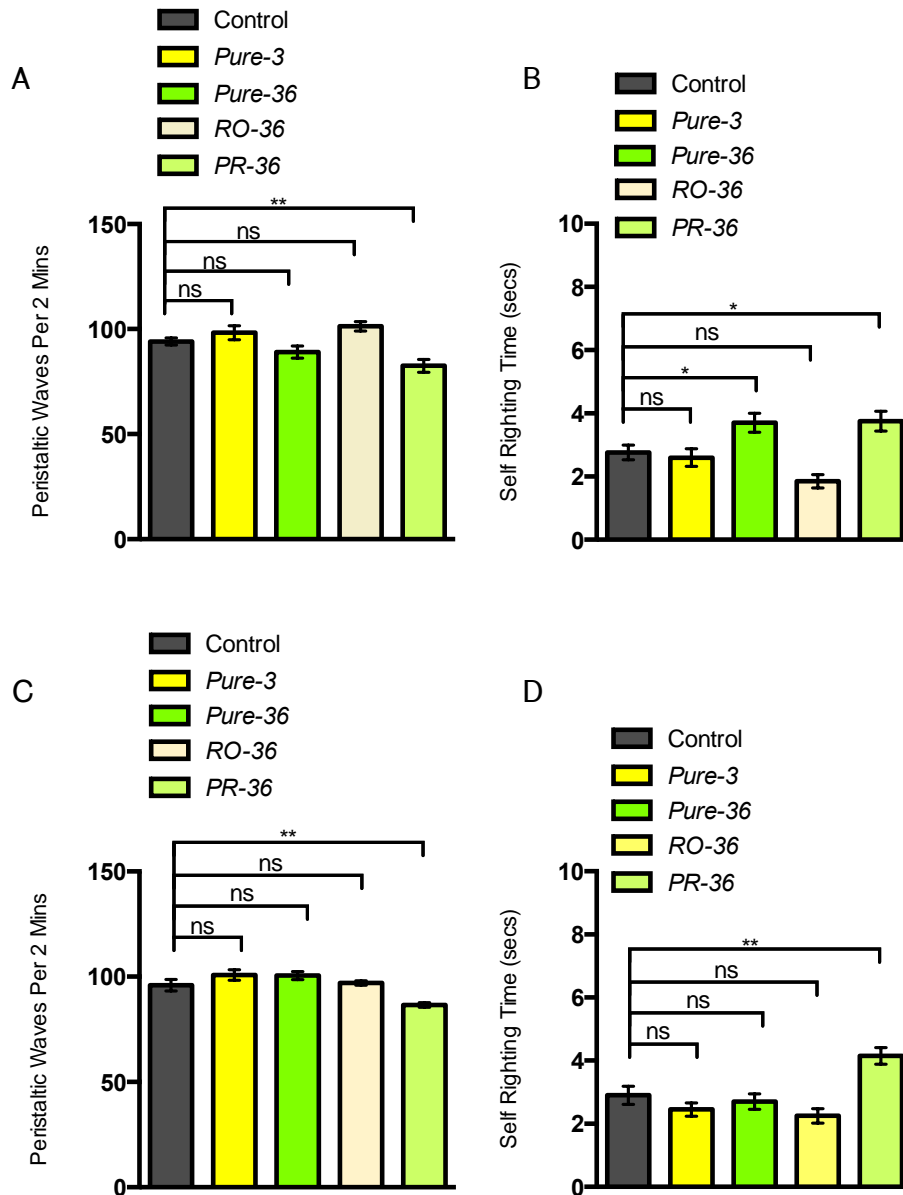 A
Control
Pure-3
Pure-36
RO-36
PR-36
Peristaltic Waves Per 2 Mins
150
100
50
0
**
ns
ns
ns
B
Control
Pure-3
Pure-36
RO-36
PR-36
Self Righting Time (secs)
10
8
6
4
2
0
*
ns
*
ns
C
Control
Pure-3
Pure-36
RO-36
PR-36
Peristaltic Waves Per 2 Mins
150
100
50
0
**
ns
ns
ns
D
Control
Pure-3
Pure-36
RO-36
PR-36
Self Righting Time (secs)
10
8
6
4
2
0
**
ns
ns
ns